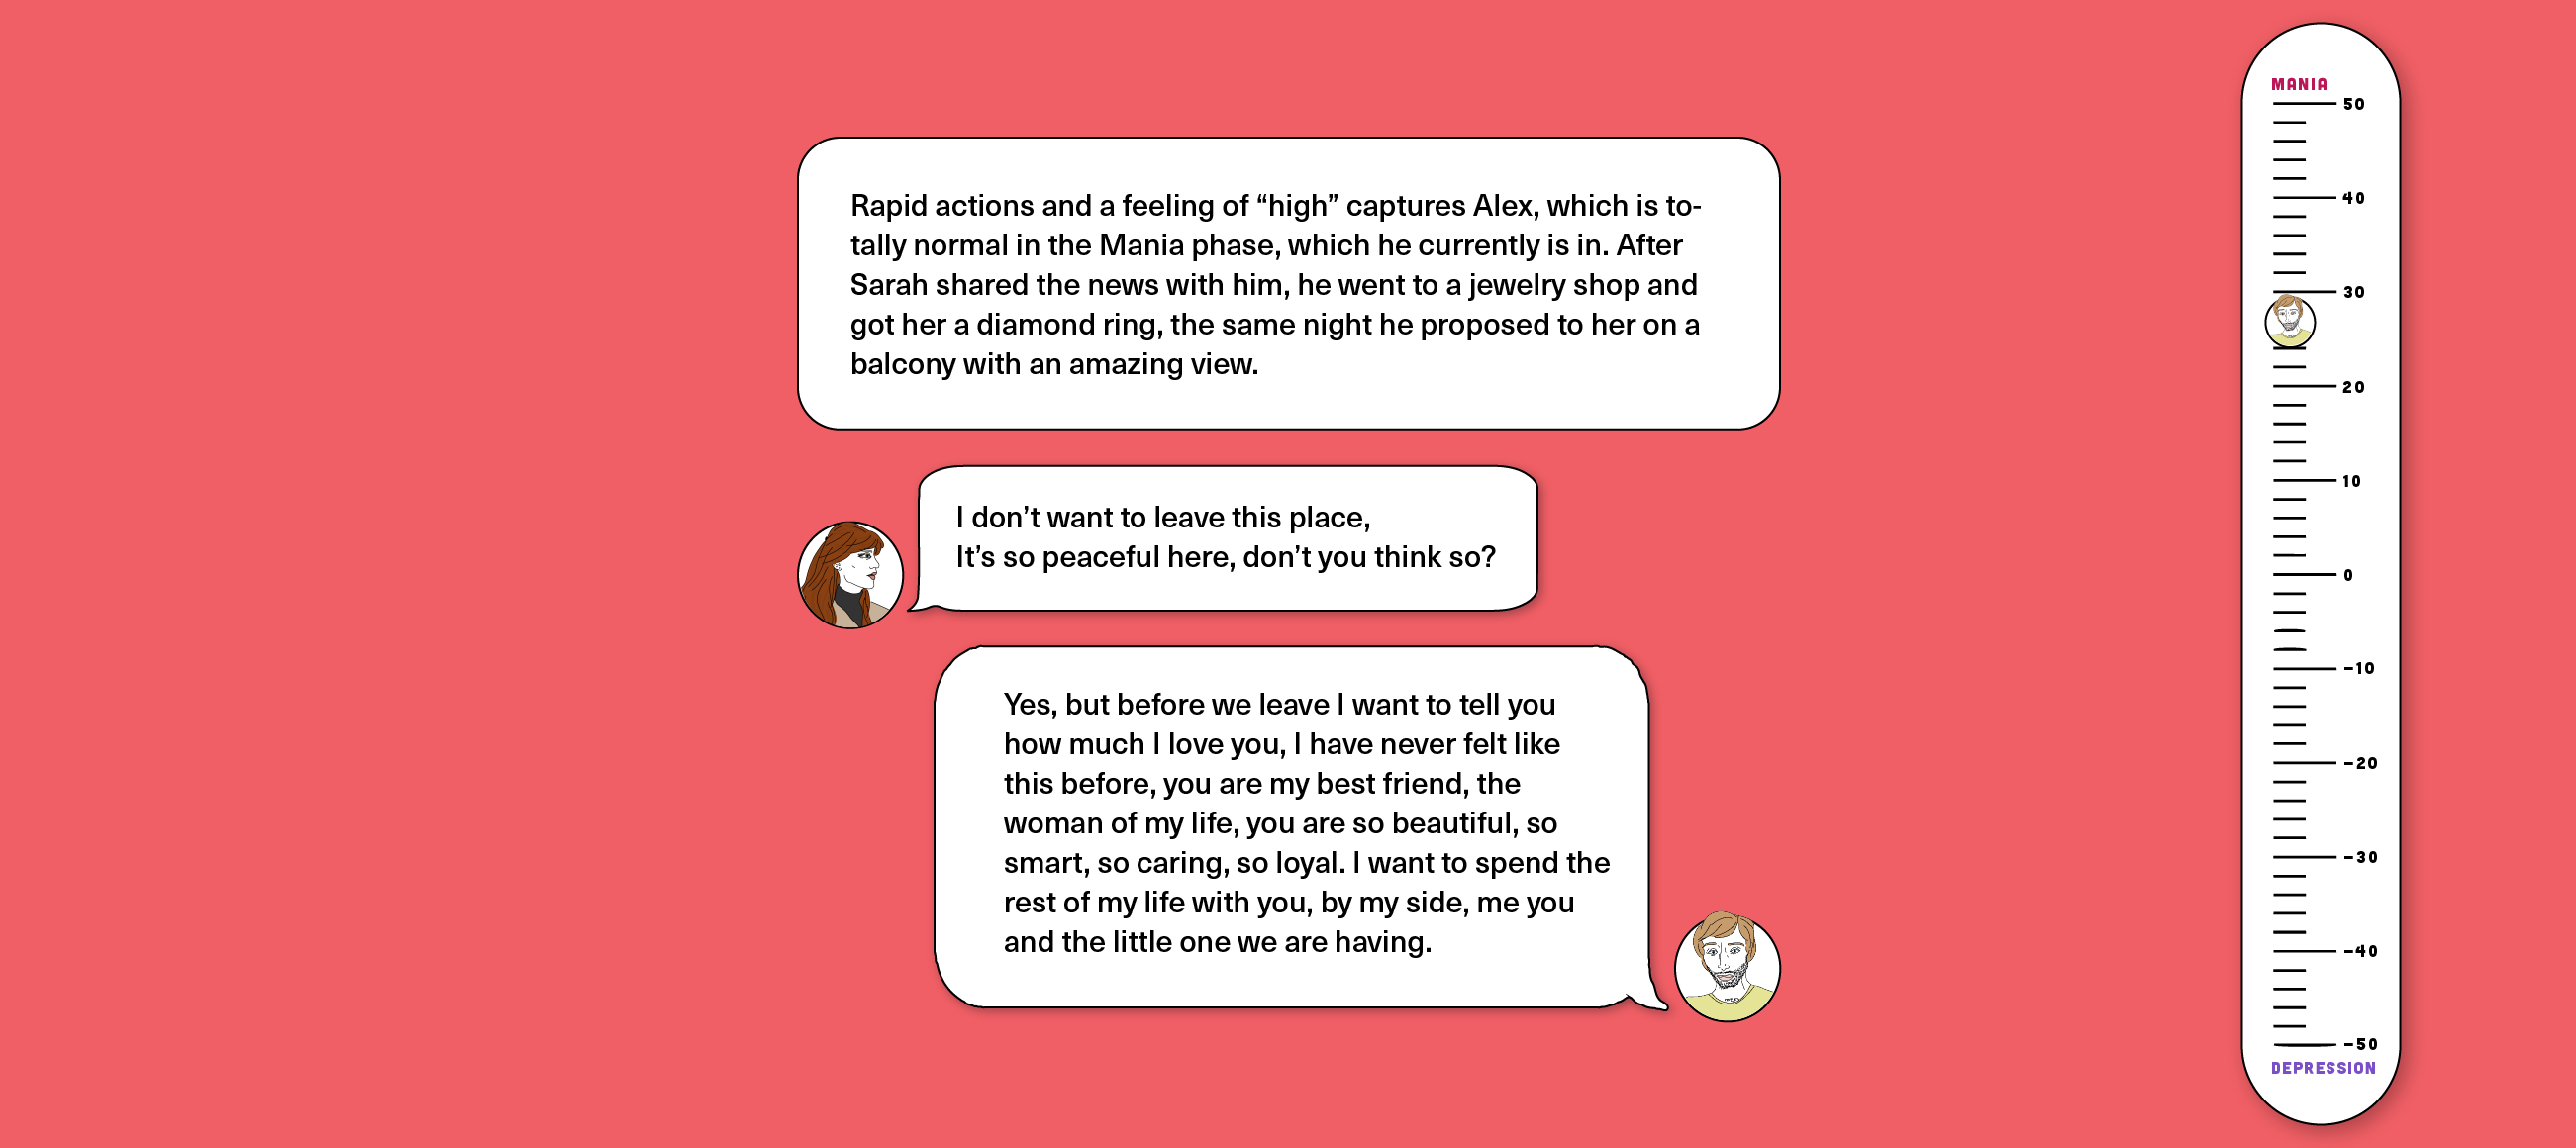 Rapid actions and a feeling of “high” captures Alex, which is to-
tally normal in the Mania phase, which he currently is in. After
Sarah shared the news with him, he went to a jewelry shop and
got her a diamond ring, the same night he proposed to her on a
balcony with an amazing view.
I don’t want to leave this place,
It’s so peaceful here, don’t you think so?
Yes, but before we leave I want to tell you
how much I love you, I have never felt like
this before, you are my best friend, the
woman of my life, you are so beautiful, so
smart, so caring, so loyal. I want to spend the
rest of my life with you, by my side, me you
and the little one we are having.
MANIA
50
40
30
20
10
0
-10
-20
-30
-40
-50
DEPRESSION